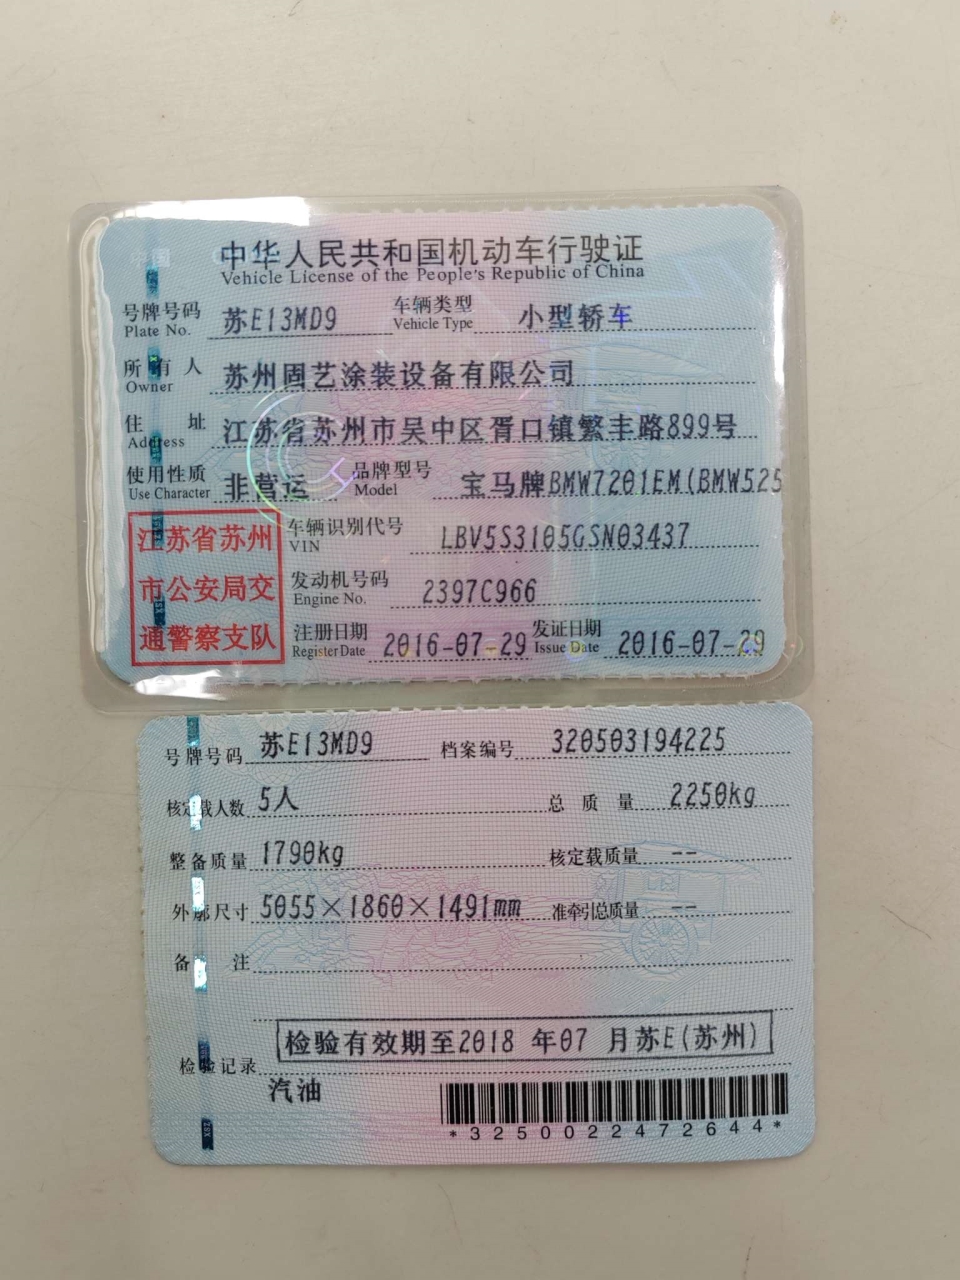 中华人民共和国机动车行驶证
Vehicle License of the People's Republic of China
号牌号码 Plate No. 苏E13MD9 车辆类型 Vehicle Type 小型轿车
所有人 Owner 苏州固艺涂装设备有限公司
住址 Address 江苏省苏州市吴中区胥口镇繁丰路899号
使用性质 Use Character 非营运 品牌型号 Model 宝马牌BMW7201EM(BMW525
江苏省苏州
市公安局交
通警察支队
车辆识别代号 VIN LBV5S3105GSN03437
发动机号码 Engine No. 2397C966
注册日期 Register Date 2016-07-29 发证日期 Issue Date 2016-07-29
号牌号码 苏E13MD9 档案编号 320503194225
核定载人数 5人 总质量 2250kg
整备质量 1790kg 核定载质量 --
外廓尺寸 5055×1860×1491mm 准牵引总质量 --
备注
检验记录 检验有效期至2018 年07 月苏E(苏州)
汽油
*3250022472644*